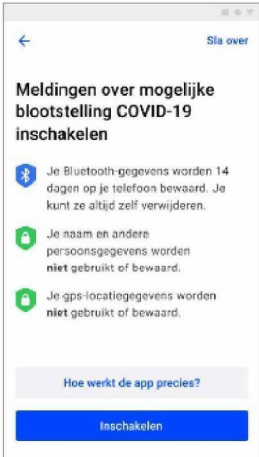 Sla over
Meldingen over mogelijke
blootstelling COVID-19
inschakelen
Je Bluetooth-gegevens worden 14
dagen op je telefoon bewaard. Je
kunt ze altijd zelf verwijderen.
Je naam en andere
persoonsgegevens worden
niet gebruikt of bewaard.
Je gps-locatiegegevens worden
niet gebruikt of bewaard.
Hoe werkt de app precies?
Inschakelen